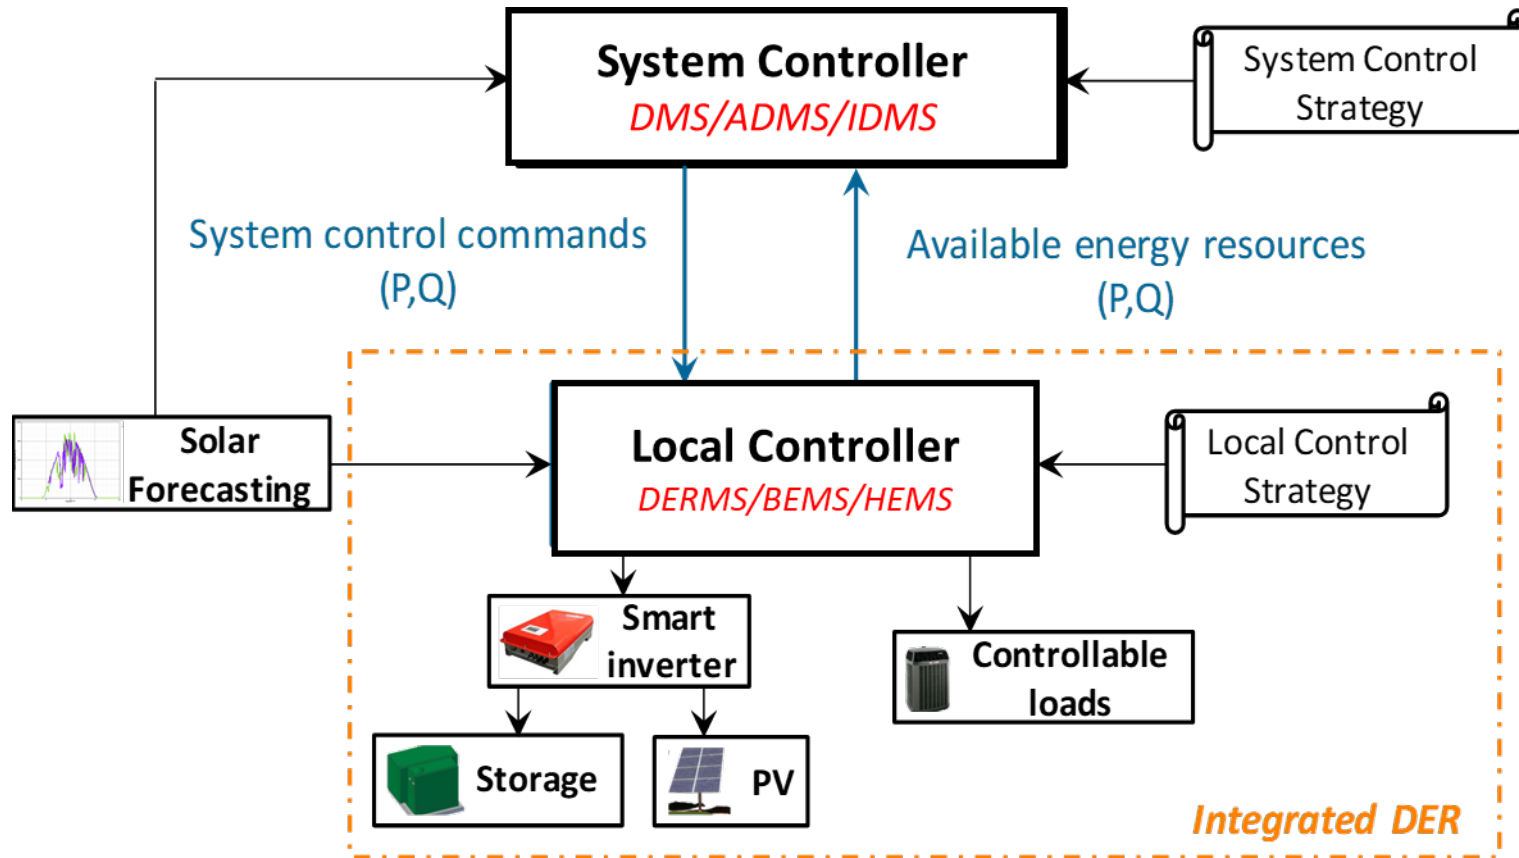 System Controller
DMS/ADMS/IDMS
System Control
Strategy
System control commands
(P,Q)
Available energy resources
(P,Q)
Solar
Forecasting
Local Controller
DERMS/BEMS/HEMS
Local Control
Strategy
Smart
inverter
Controllable
loads
Storage
PV
Integrated DER